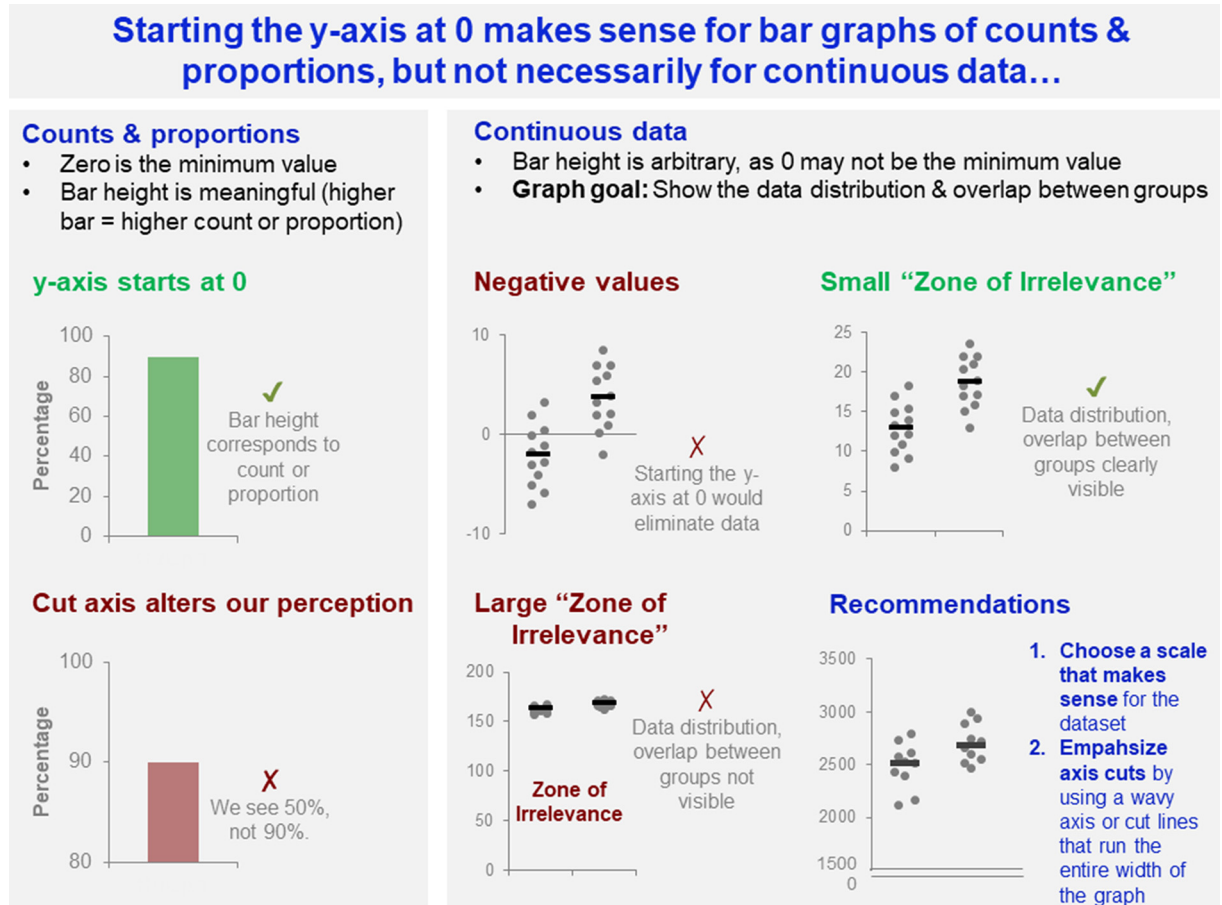 Starting the y-axis at 0 makes sense for bar graphs of counts &
proportions, but not necessarily for continuous data…
Counts & proportions
• Zero is the minimum value
• Bar height is meaningful (higher
bar = higher count or proportion)
y-axis starts at 0
Percentage
100
80
60
40
20
0
✓
Bar height
corresponds to
count or
proportion
Cut axis alters our perception
Percentage
100
90
80
✗
We see 50%,
not 90%.
Continuous data
• Bar height is arbitrary, as 0 may not be the minimum value
• Graph goal: Show the data distribution & overlap between groups
Negative values
10
0
-10
✗
Starting the y-
axis at 0 would
eliminate data
Small “Zone of Irrelevance”
25
20
15
10
5
0
✓
Data distribution,
overlap between
groups clearly
visible
Large “Zone of
Irrelevance”
200
150
100
50
0
Zone of
Irrelevance
✗
Data distribution,
overlap between
groups not
visible
Recommendations
3500
3000
2500
2000
1500
0
1. Choose a scale
that makes
sense for the
dataset
2. Empahsize
axis cuts by
using a wavy
axis or cut lines
that run the
entire width of
the graph